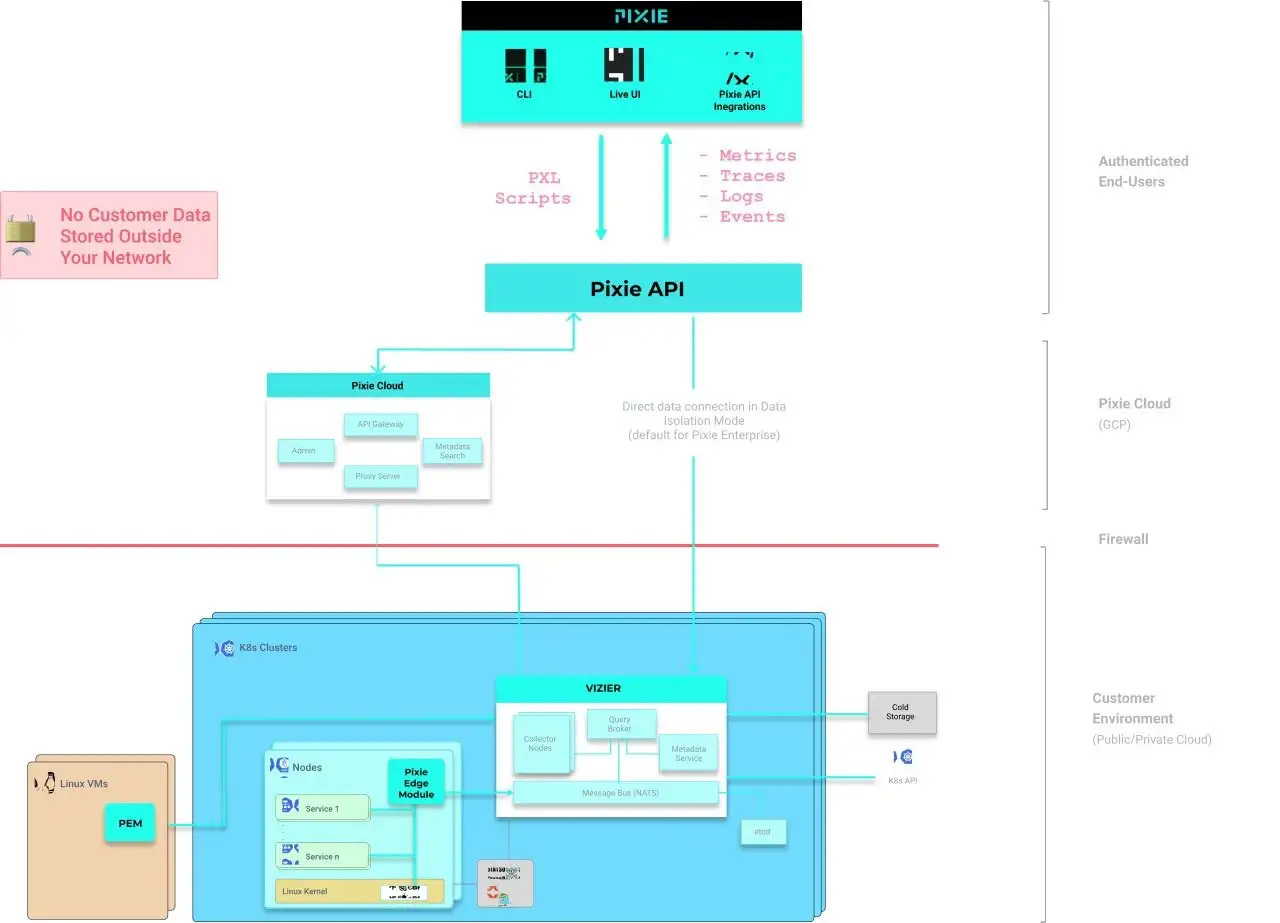 PIXIE
CLI
Live UI
Pixie API
Inegrations
PXL
Scripts
- Metrics
- Traces
- Logs
- Events
Authenticated
End-Users
No Customer Data
Stored Outside
Your Network
Pixie API
Pixie Cloud
API Gateway
Admin
Metadata
Search
Proxy Server
Direct data connection in Data
Isolation Mode
(default for Pixie Enterprise)
Pixie Cloud
(GCP)
Firewall
K8s Clusters
VIZIER
Query
Broker
Collector
Nodes
Metadata
Service
Message Bus (NATS)
Cold
Storage
K8s API
etcd
Customer
Environment
(Public/Private Cloud)
Linux VMs
PEM
Nodes
Pixie
Edge
Module
Service 1
Service n
Linux Kernel